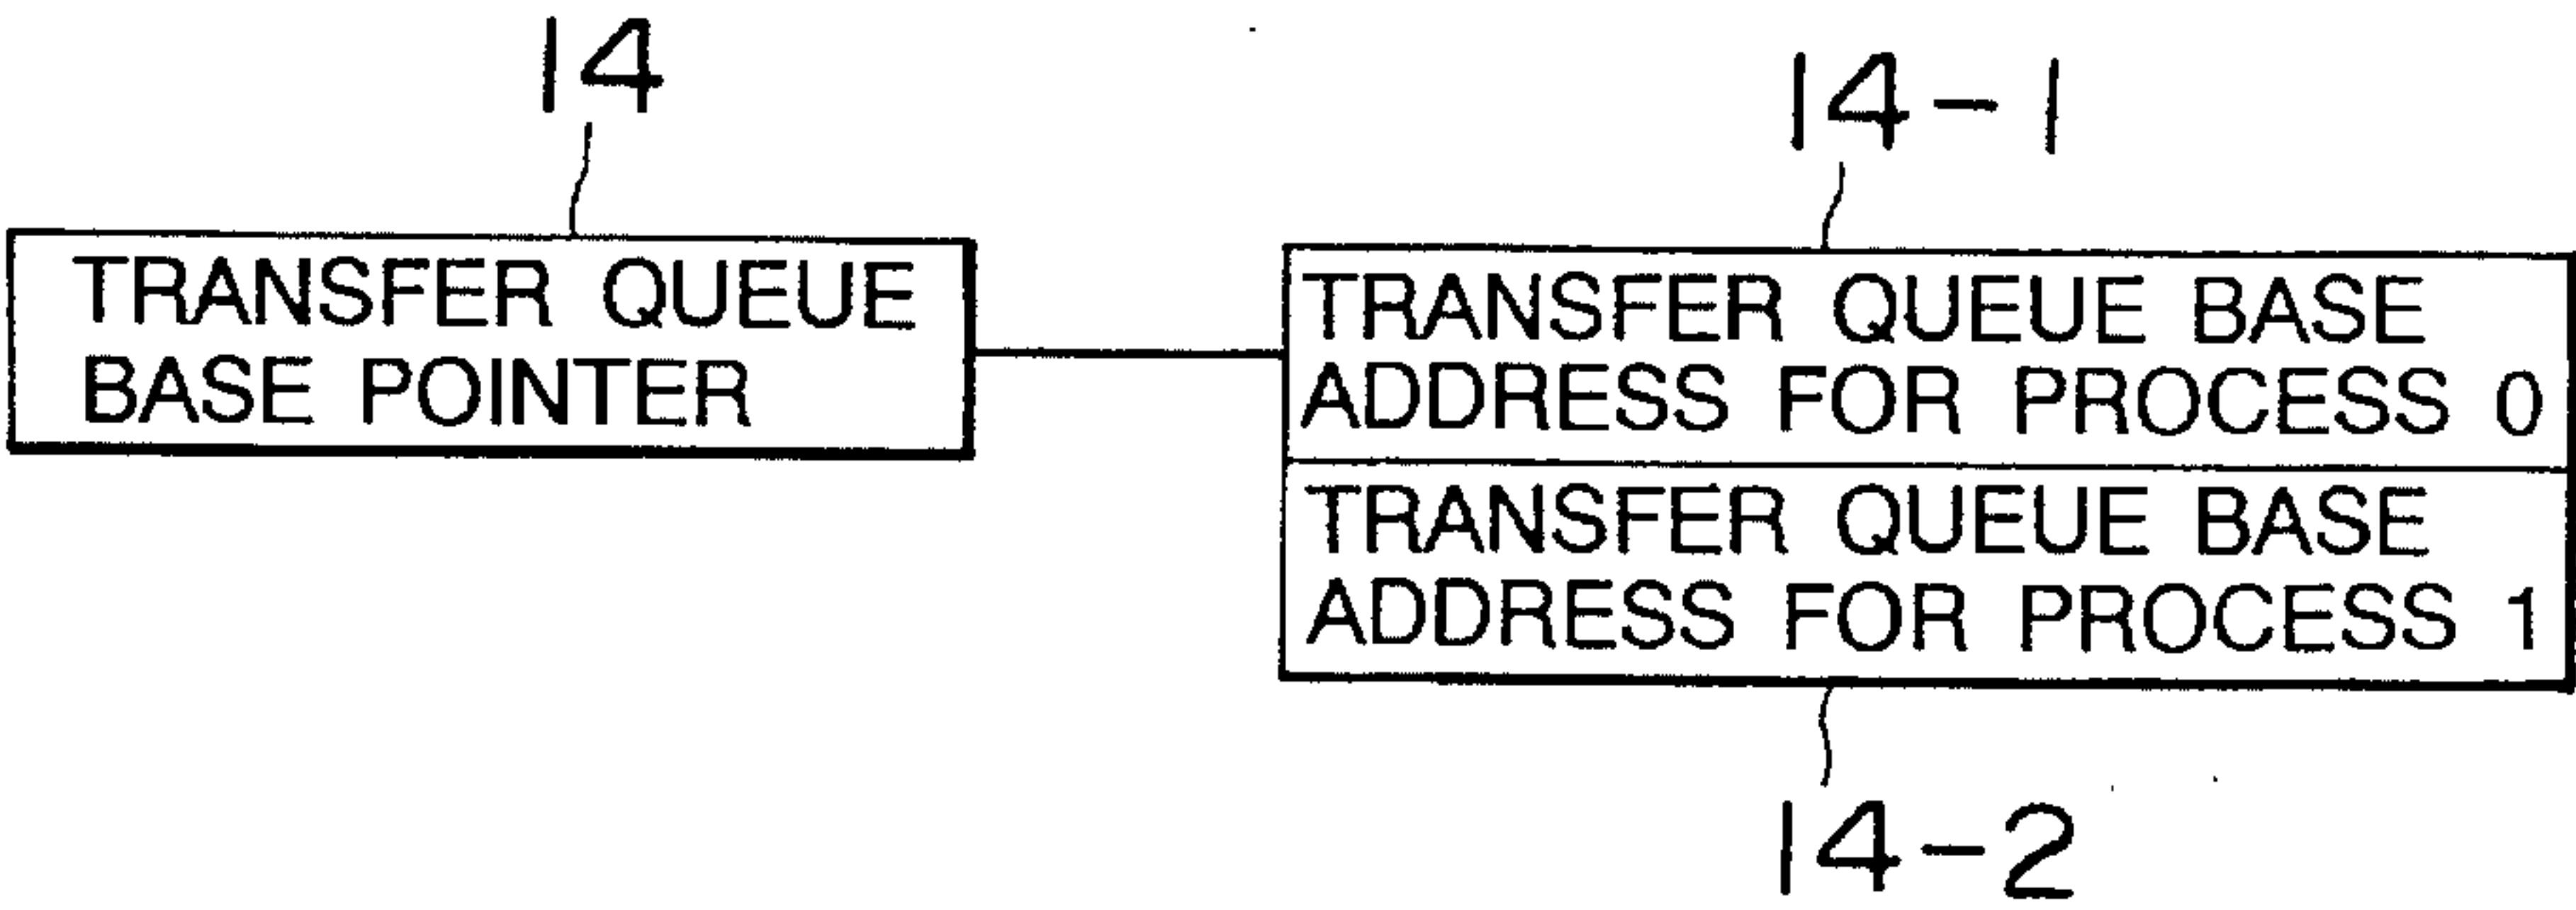 14
TRANSFER QUEUE
BASE POINTER
14-1
TRANSFER QUEUE BASE
ADDRESS FOR PROCESS 0
TRANSFER QUEUE BASE
ADDRESS FOR PROCESS 1
14-2